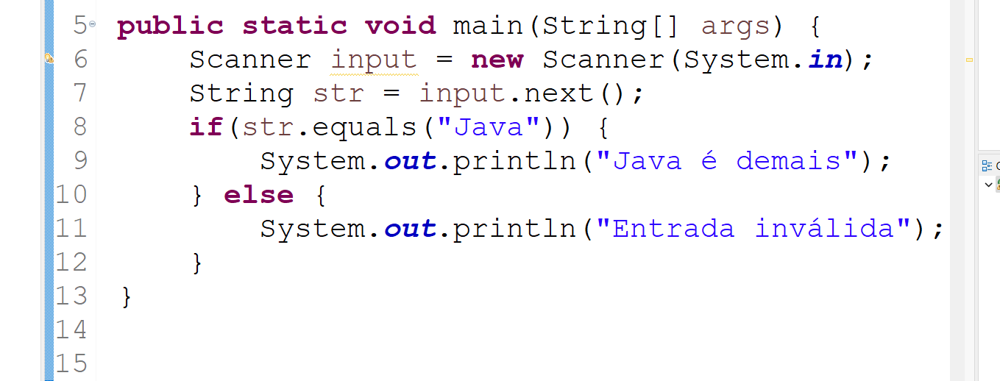 5 public static void main(String[] args) {
6 Scanner input = new Scanner(System.in);
7 String str = input.next();
8 if(str.equals("Java")) {
9 System.out.println("Java é demais");
10 } else {
11 System.out.println("Entrada inválida");
12 }
13 }
14
15